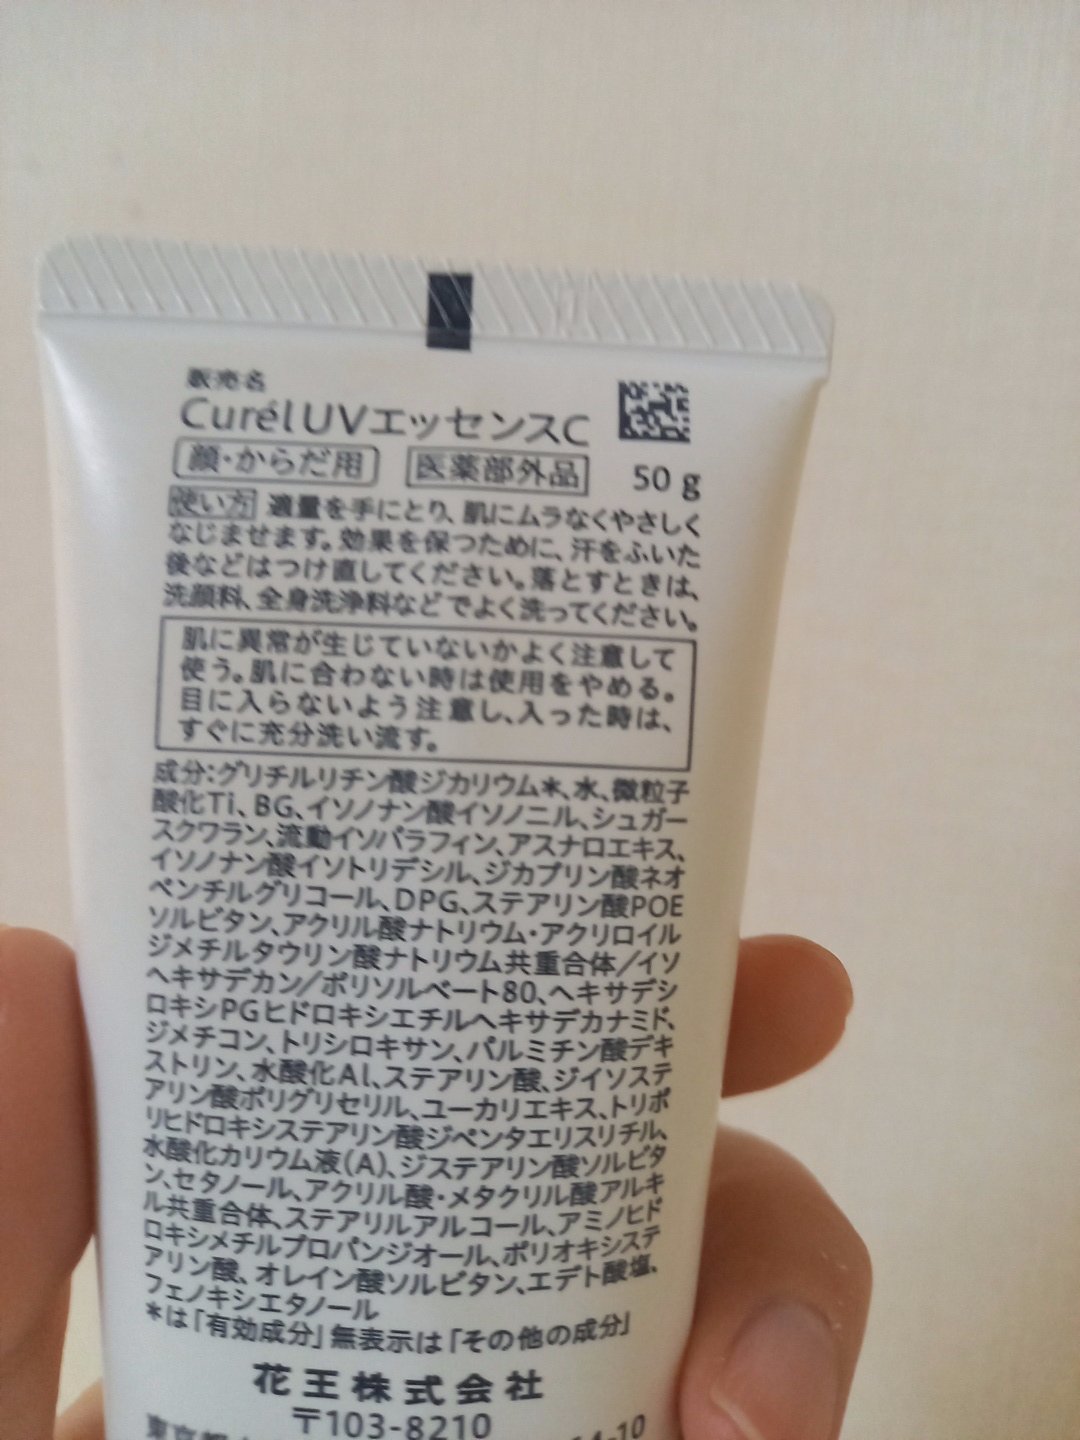 販売名
Curél UVエッセンスC
顔・からだ用 医薬部外品 50 g
使い方 適量を手にとり、肌にムラなくやさしく
なじませます。効果を保つために、汗をふいた
後などはつけ直してください。落とすときは、
洗顔料、全身洗浄料などでよく洗ってください。
肌に異常が生じていないかよく注意して
使う。肌に合わない時は使用をやめる。
目に入らないよう注意し、入った時は、
すぐに充分洗い流す。
成分:グリチルリチン酸ジカリウム*、水、微粒子
酸化Ti、BG、イソノナン酸イソノニル、シュガー
スクワラン、流動イソパラフィン、アスナロエキス、
イソノナン酸イソトリデシル、ジカプリン酸ネオ
ペンチルグリコール、DPG、ステアリン酸POE
ソルビタン、アクリル酸ナトリウム・アクリロイル
ジメチルタウリン酸ナトリウム共重合体/イソ
ヘキサデカン/ポリソルベート80、ヘキサデシ
ロキシPGヒドロキシエチルヘキサデカナミド、
ジメチコン、トリシロキサン、パルミチン酸デキ
ストリン、水酸化Al、ステアリン酸、ジイソステ
アリン酸ポリグリセリル、ユーカリエキス、トリポ
リヒドロキシステアリン酸ジペンタエリスリチル、
水酸化カリウム液(A)、ジステアリン酸ソルビタ
ン、セタノール、アクリル酸・メタクリル酸アルキ
ル共重合体、ステアリルアルコール、アミノヒド
ロキシメチルプロパンジオール、ポリオキシステ
アリン酸、オレイン酸ソルビタン、エデト酸塩、
フェノキシエタノール
*は「有効成分」無表示は「その他の成分」
花王株式会社
〒103-8210
東京都